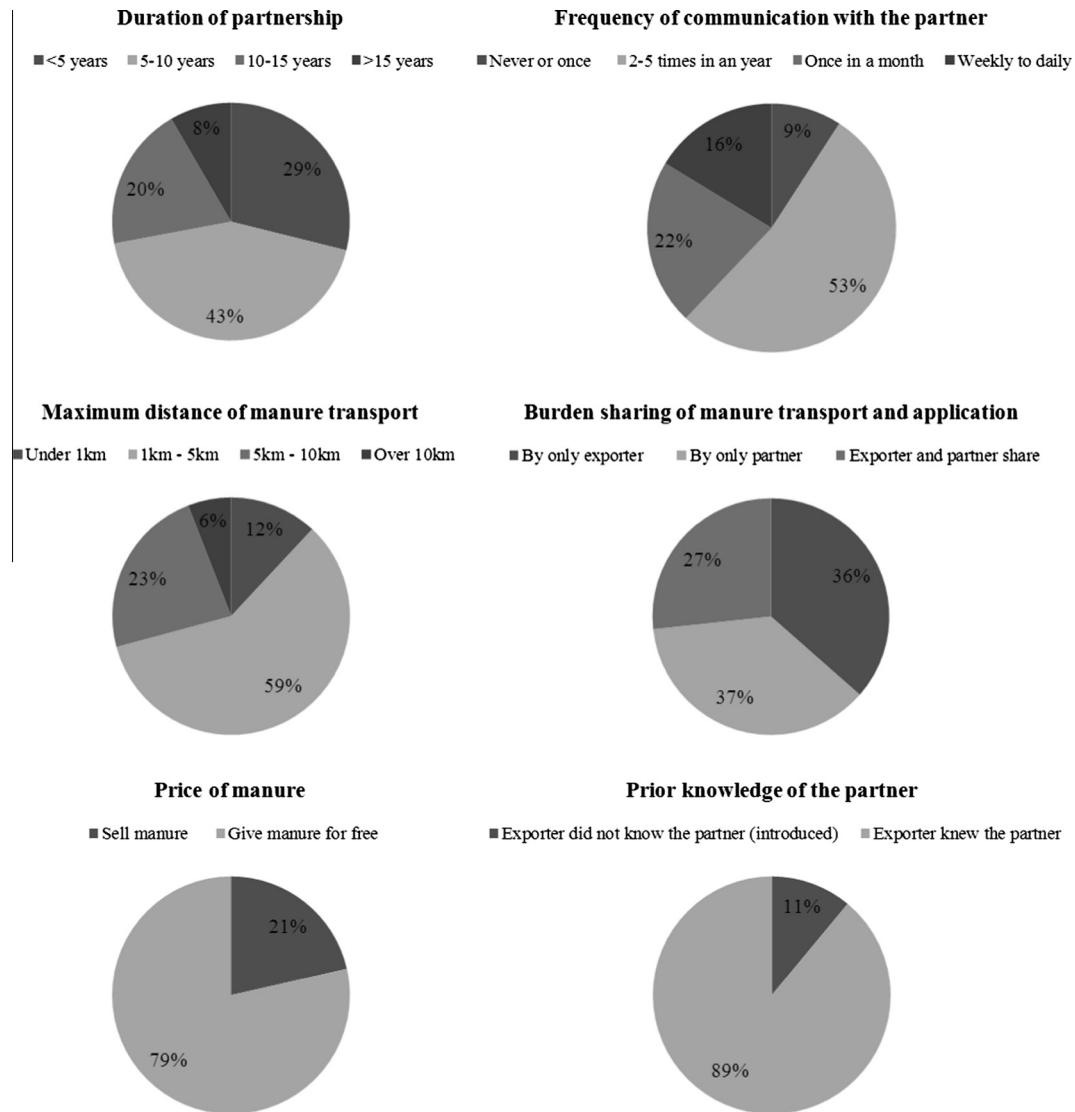 Duration of partnership
<5 years 5-10 years 10-15 years >15 years
8%
29%
20%
43%
Frequency of communication with the partner
Never or once 2-5 times in an year Once in a month Weekly to daily
16%
9%
22%
53%
Maximum distance of manure transport
Under 1km 1km - 5km 5km - 10km Over 10km
6%
12%
23%
59%
Burden sharing of manure transport and application
By only exporter By only partner Exporter and partner share
27%
36%
37%
Price of manure
Sell manure Give manure for free
21%
79%
Prior knowledge of the partner
Exporter did not know the partner (introduced) Exporter knew the partner
11%
89%